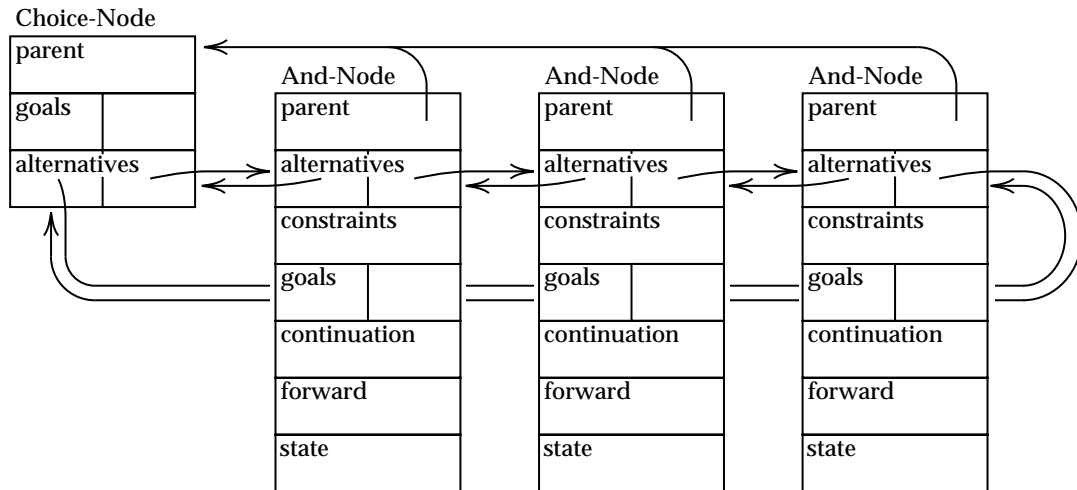 Choice-Node
parent
goals
alternatives
And-Node
parent
alternatives
constraints
goals
continuation
forward
state
And-Node
parent
alternatives
constraints
goals
continuation
forward
state
And-Node
parent
alternatives
constraints
goals
continuation
forward
state